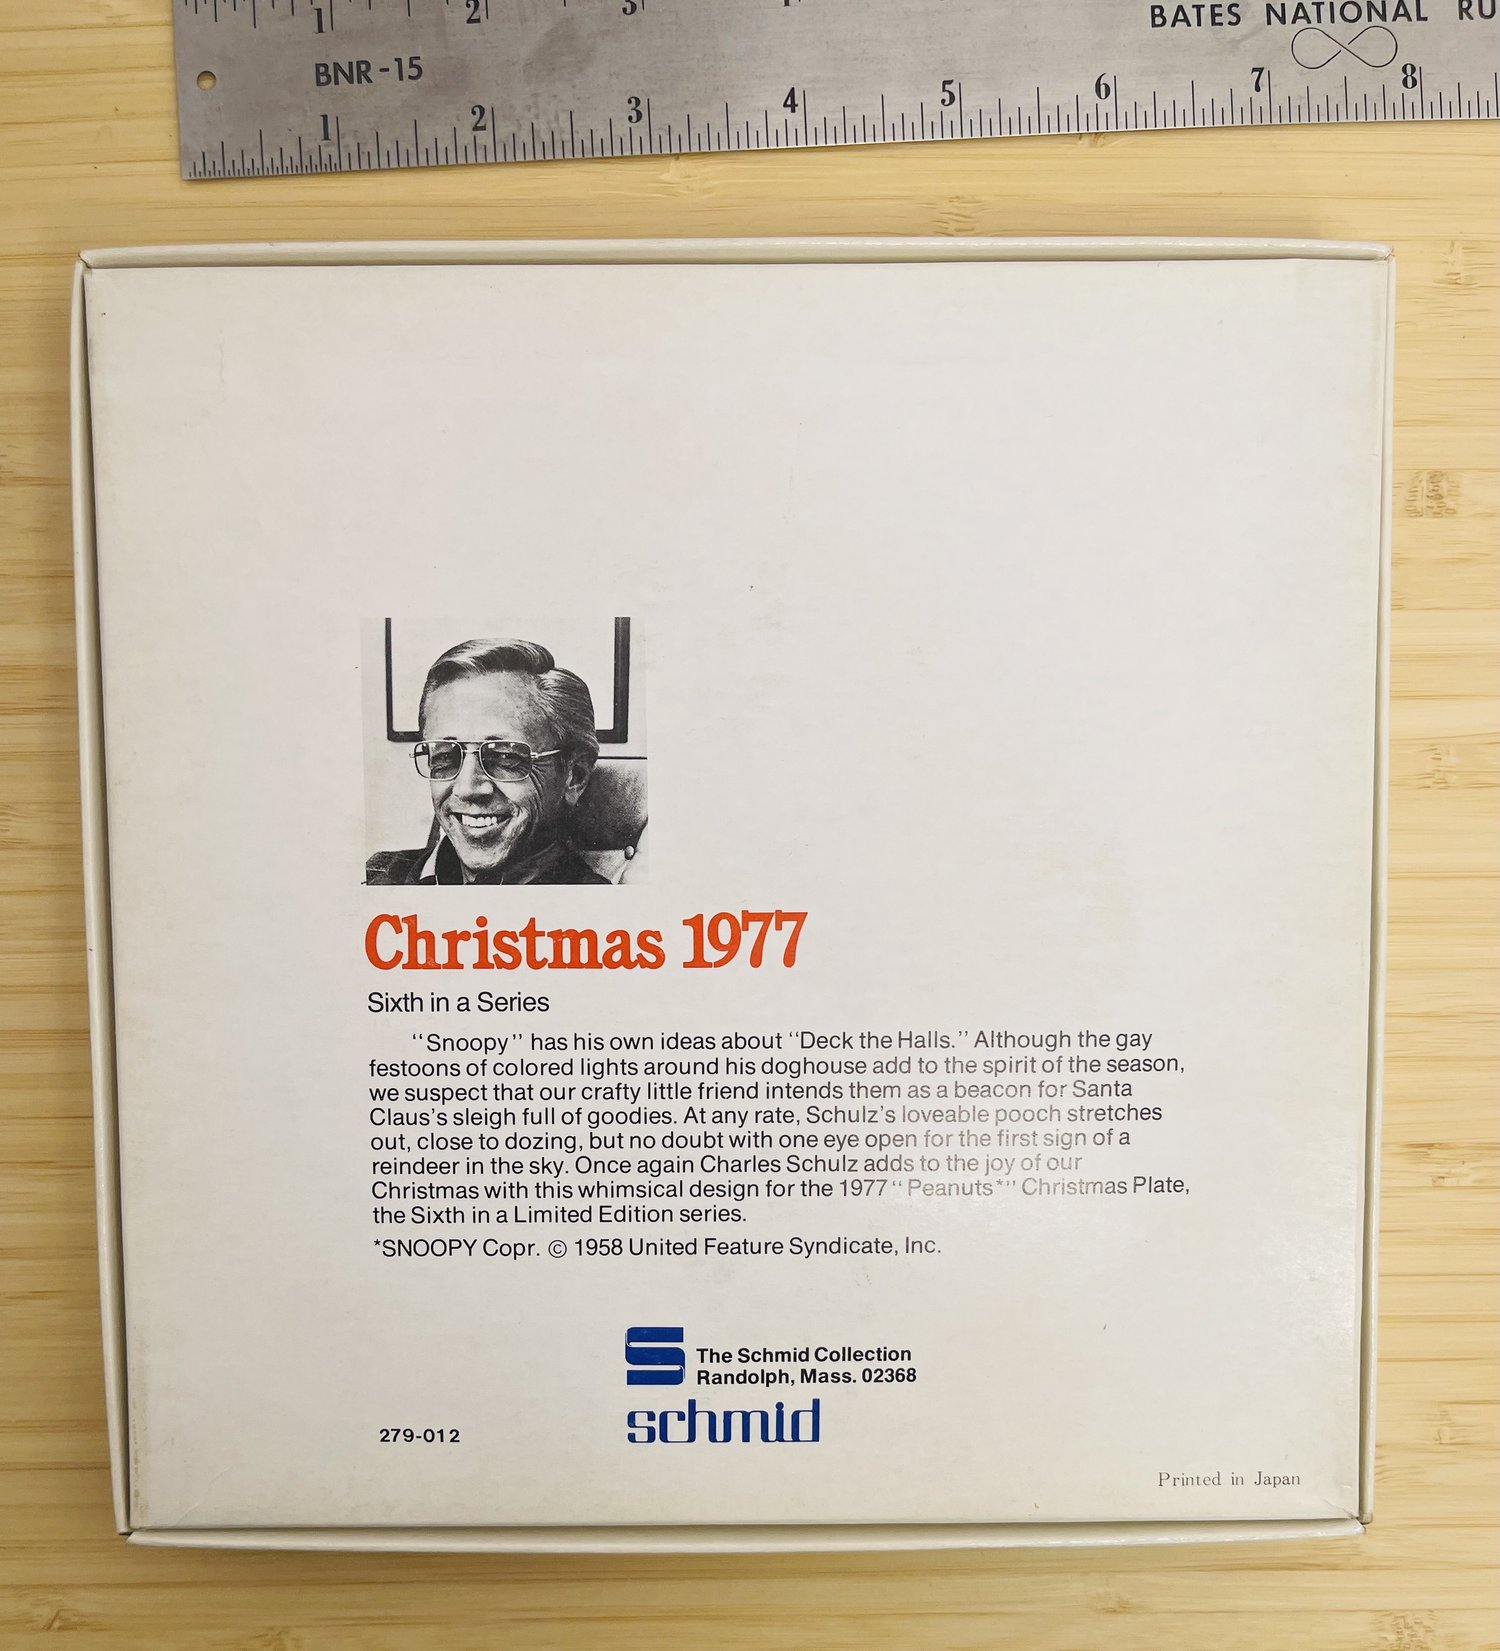 1 2 3
BATES NATIONAL RU
BNR-15
1 2 3 4 5 6 7 8
Christmas 1977
Sixth in a Series
“Snoopy” has his own ideas about “Deck the Halls.” Although the gay
festoons of colored lights around his doghouse add to the spirit of the season,
we suspect that our crafty little friend intends them as a beacon for Santa
Claus's sleigh full of goodies. At any rate, Schulz's loveable pooch stretches
out, close to dozing, but no doubt with one eye open for the first sign of a
reindeer in the sky. Once again Charles Schulz adds to the joy of our
Christmas with this whimsical design for the 1977 “Peanuts*” Christmas Plate,
the Sixth in a Limited Edition series.
*SNOOPY Copr. © 1958 United Feature Syndicate, Inc.
The Schmid Collection
Randolph, Mass. 02368
schmid
279-012
Printed in Japan